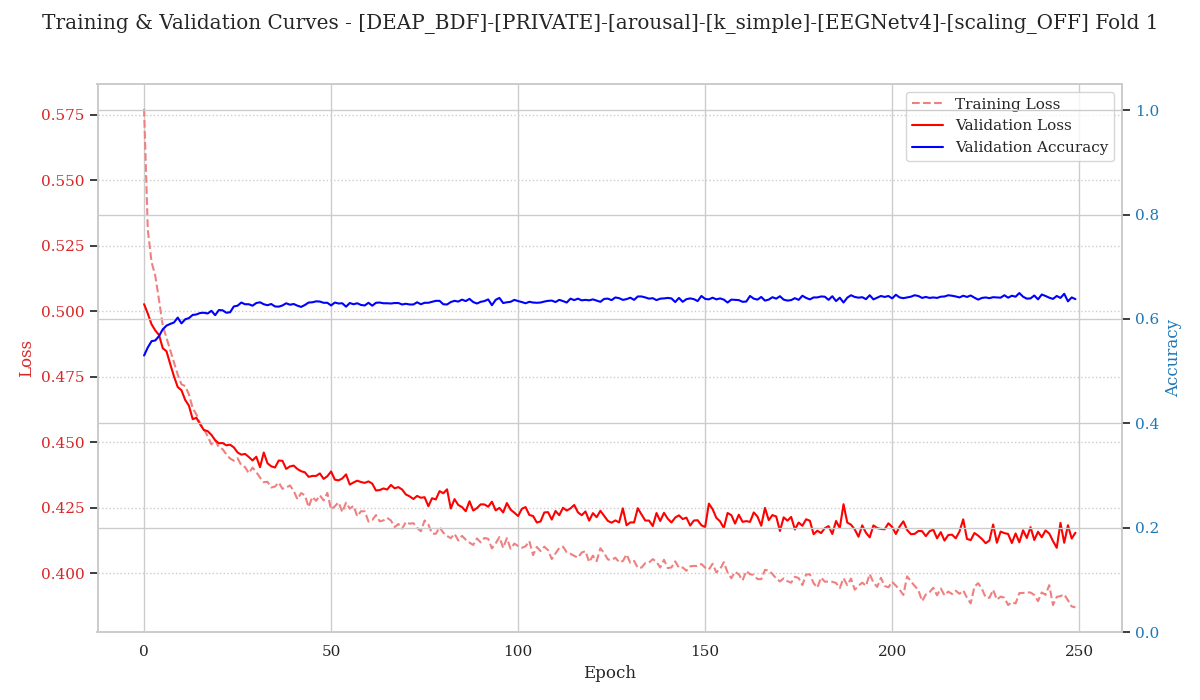 Training & Validation Curves - [DEAP_BDF]-[PRIVATE]-[arousal]-[k_simple]-[EEGNetv4]-[scaling_OFF] Fold 1
Training Loss
Validation Loss
Validation Accuracy
0.575
0.550
0.525
0.500
0.475
0.450
0.425
0.400
Loss
1.0
0.8
0.6
0.4
0.2
0.0
Accuracy
0
50
100
150
200
250
Epoch